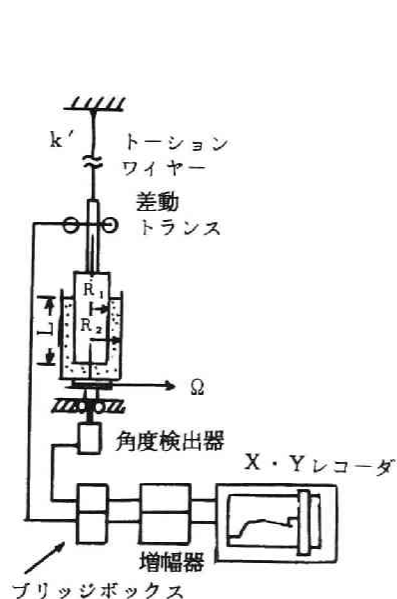 k′
トーション
ワイヤー
差動
トランス
R₁
R₂
L
Ω
角度検出器
X・Yレコーダ
増幅器
ブリッジボックス